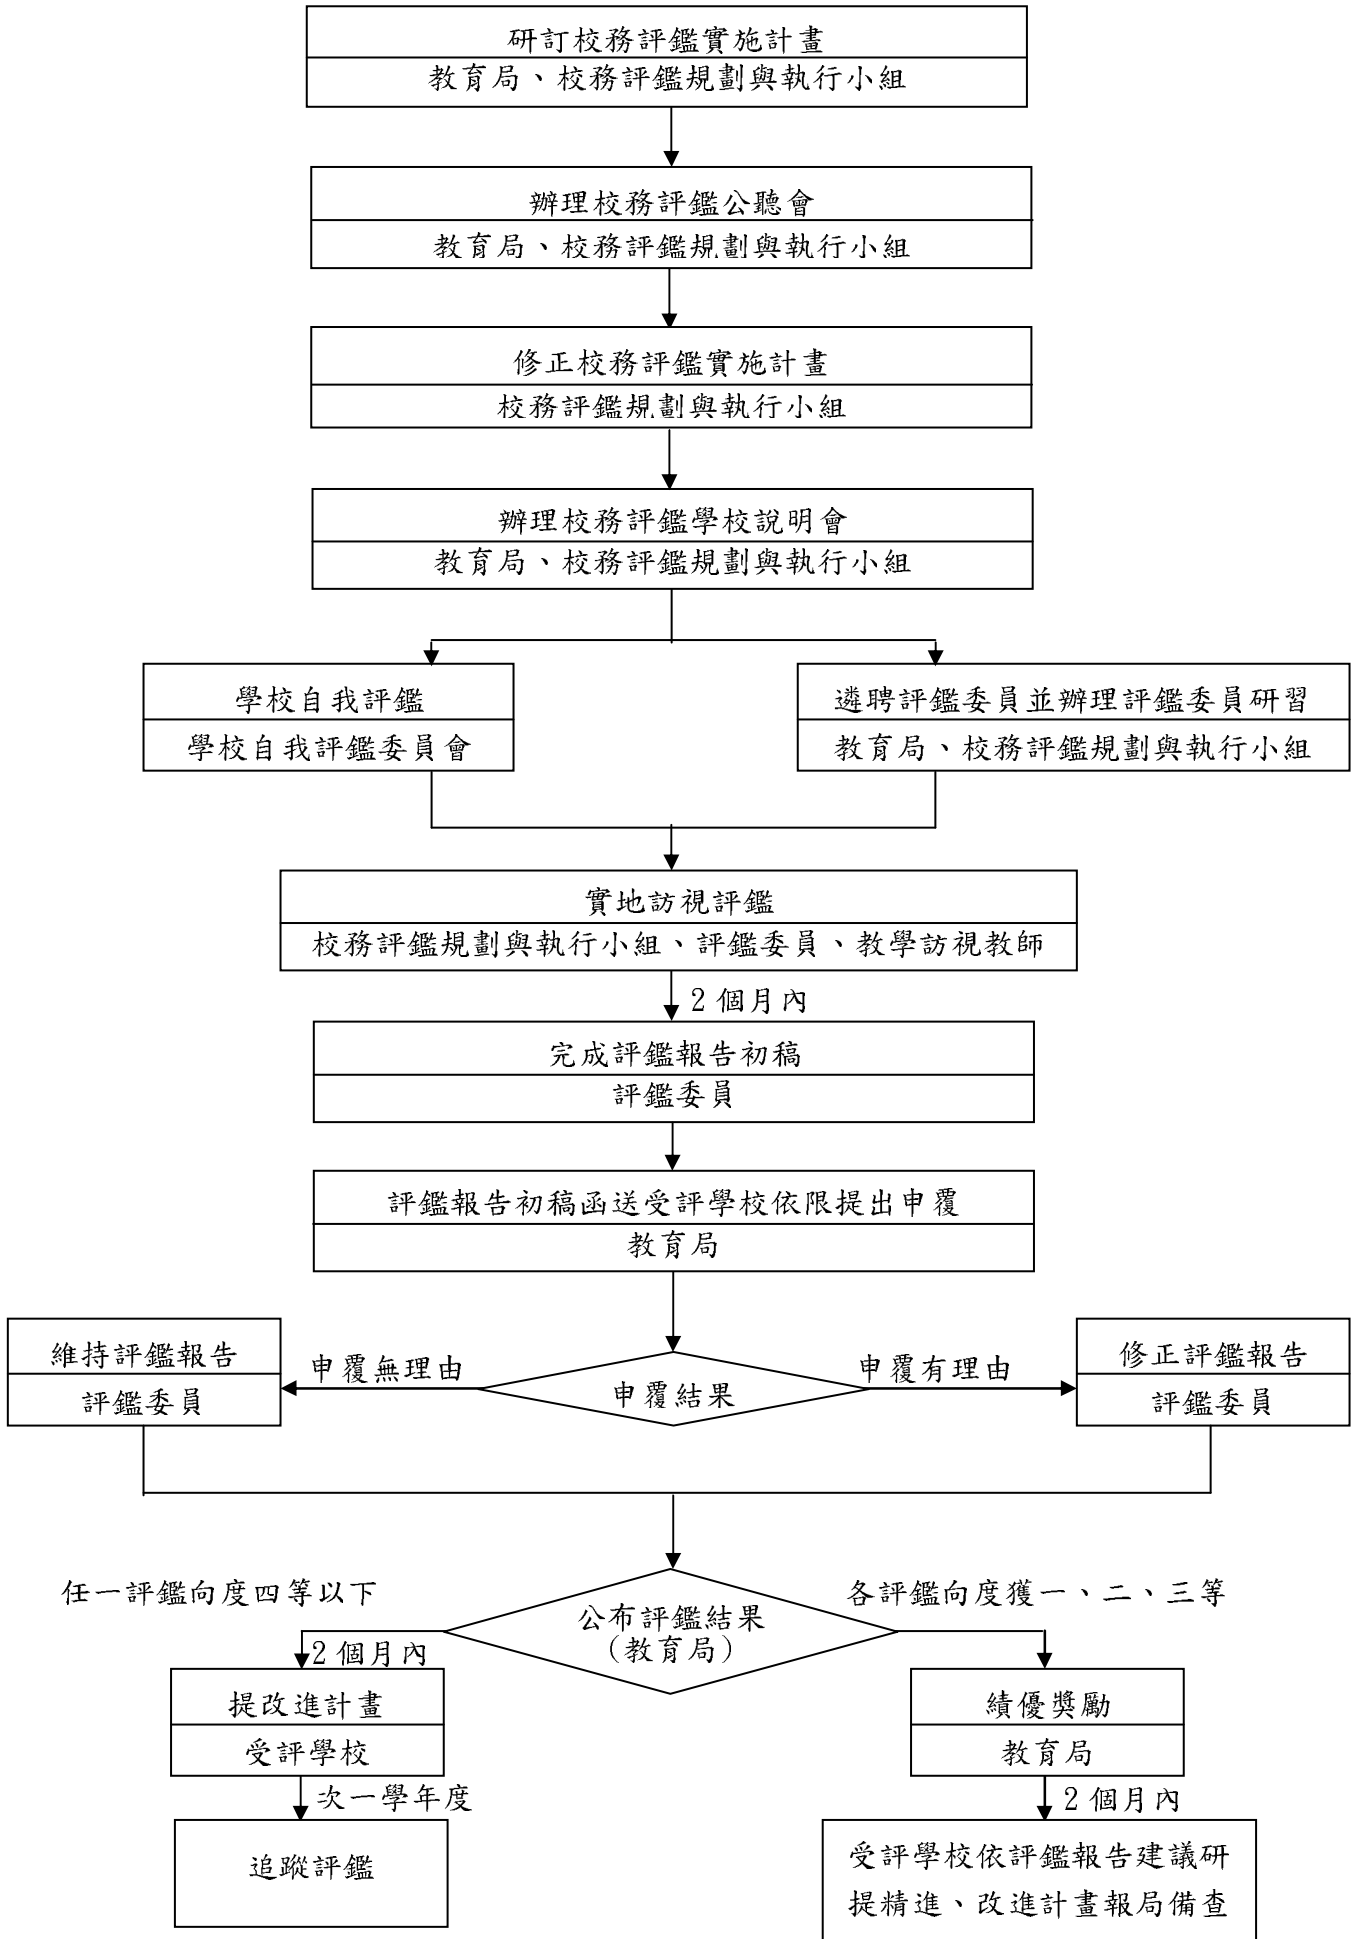 研訂校務評鑑實施計畫
教育局、校務評鑑規劃與執行小組
辦理校務評鑑公聽會
教育局、校務評鑑規劃與執行小組
修正校務評鑑實施計畫
校務評鑑規劃與執行小組
辦理校務評鑑學校說明會
教育局、校務評鑑規劃與執行小組
學校自我評鑑
學校自我評鑑委員會
遴聘評鑑委員並辦理評鑑委員研習
教育局、校務評鑑規劃與執行小組
實地訪視評鑑
校務評鑑規劃與執行小組、評鑑委員、教學訪視教師
2 個月內
完成評鑑報告初稿
評鑑委員
評鑑報告初稿函送受評學校依限提出申覆
教育局
維持評鑑報告
評鑑委員
申覆無理由
申覆結果
申覆有理由
修正評鑑報告
評鑑委員
任一評鑑向度四等以下
公布評鑑結果
（教育局）
各評鑑向度獲一、二、三等
2 個月內
提改進計畫
受評學校
次一學年度
追蹤評鑑
績優獎勵
教育局
2 個月內
受評學校依評鑑報告建議研
提精進、改進計畫報局備查